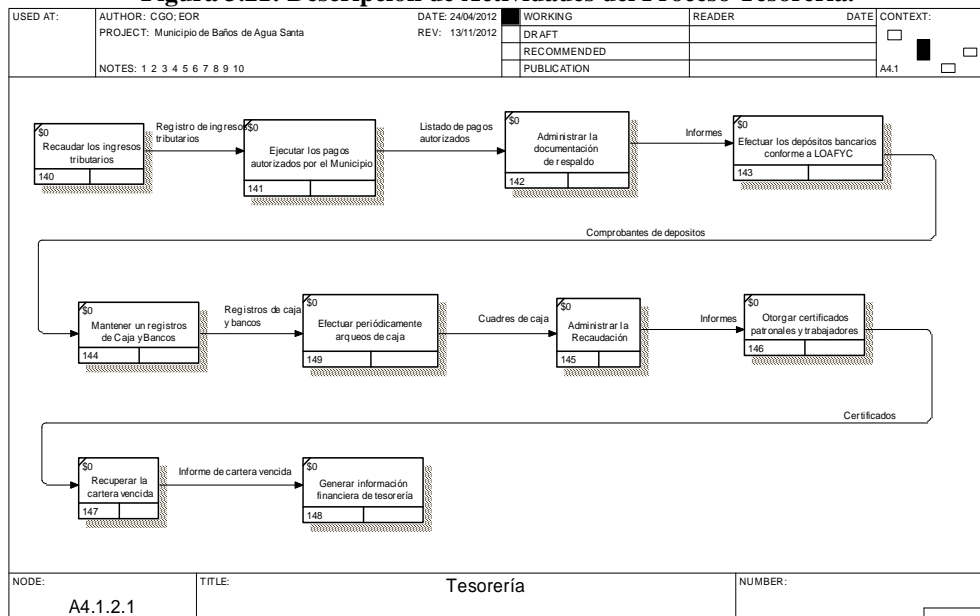 Figura 3.11: Descripción de Actividades del Proceso Tesorería.
USED AT:
AUTHOR: CGO; EOR
DATE: 24/04/2012
WORKING
READER
DATE
CONTEXT:
PROJECT: Municipio de Baños de Agua Santa
REV: 13/11/2012
DRAFT
RECOMMENDED
NOTES: 1 2 3 4 5 6 7 8 9 10
PUBLICATION
A4.1
$0
Recaudar los ingresos
tributarios
140
Registro de ingresos
tributarios
$0
Ejecutar los pagos
autorizados por el Municipio
141
Listado de pagos
autorizados
$0
Administrar la
documentación
de respaldo
142
Informes
$0
Efectuar los depósitos bancarios
conforme a LOAFYC
143
Comprobantes de depositos
$0
Mantener un registros
de Caja y Bancos
144
Registros de caja
y bancos
$0
Efectuar periódicamente
arqueos de caja
149
Cuadres de caja
$0
Administrar la
Recaudación
145
Informes
$0
Otorgar certificados
patronales y trabajadores
146
Certificados
$0
Recuperar la
cartera vencida
147
Informe de cartera vencida
$0
Generar información
financiera de tesorería
148
NODE:
A4.1.2.1
TITLE:
Tesorería
NUMBER: